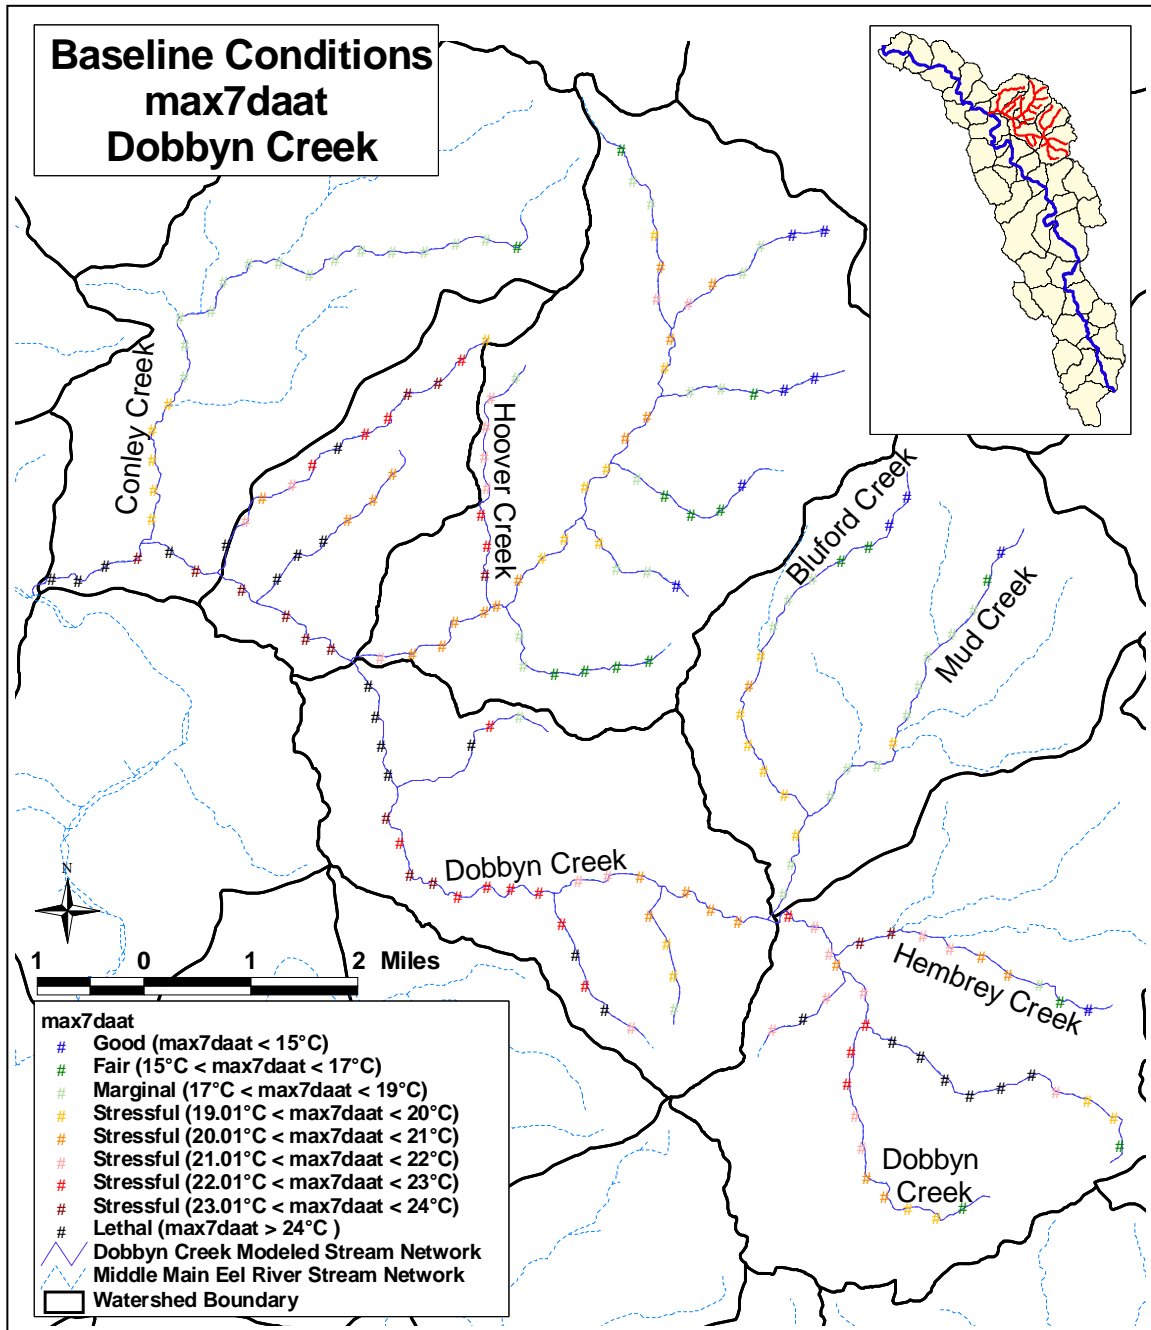 Baseline Conditions
max7daat
Dobbyn Creek
Conley Creek
Hoover Creek
Bluford Creek
Mud Creek
Dobbyn Creek
Hembrey Creek
Dobbyn
Creek
N
1 0 1 2 Miles
max7daat
# Good (max7daat < 15°C)
# Fair (15°C < max7daat < 17°C)
# Marginal (17°C < max7daat < 19°C)
# Stressful (19.01°C < max7daat < 20°C)
# Stressful (20.01°C < max7daat < 21°C)
# Stressful (21.01°C < max7daat < 22°C)
# Stressful (22.01°C < max7daat < 23°C)
# Stressful (23.01°C < max7daat < 24°C)
# Lethal (max7daat > 24°C )
Dobbyn Creek Modeled Stream Network
Middle Main Eel River Stream Network
Watershed Boundary